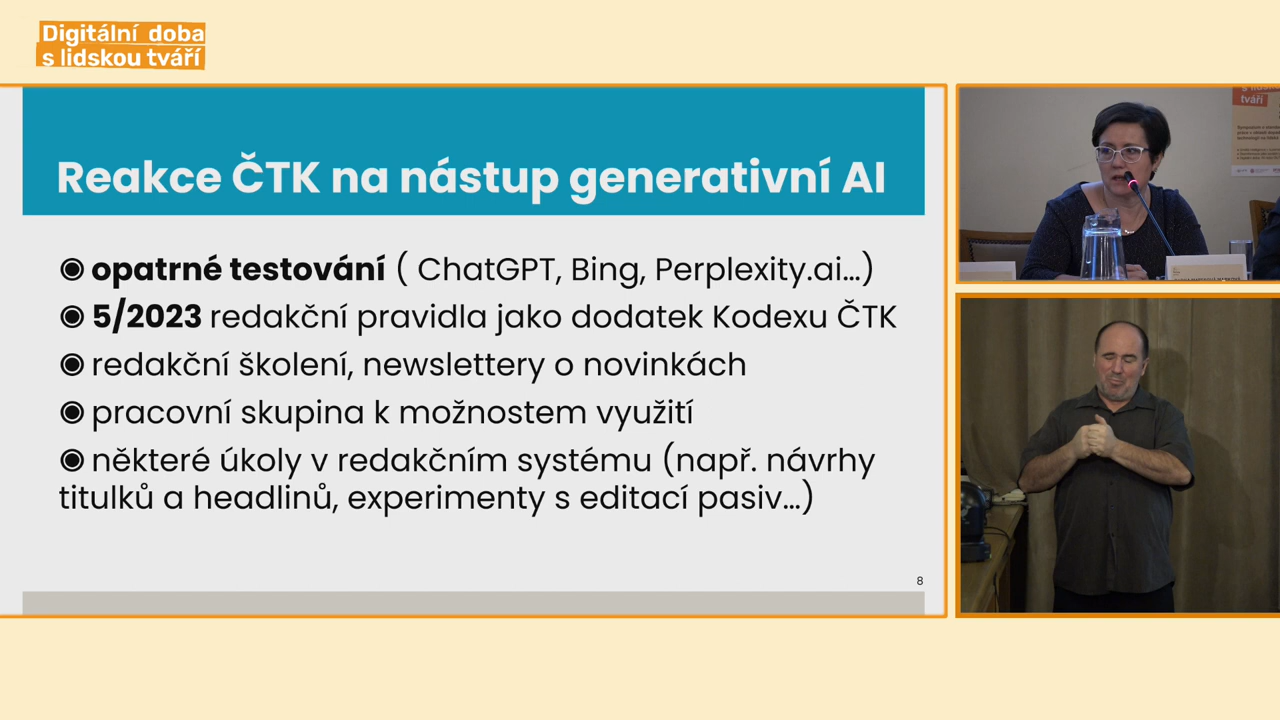 Digitální doba
s lidskou tváří
Reakce ČTK na nástup generativní AI
◉ opatrné testování ( ChatGPT, Bing, Perplexity.ai...)
◉ 5/2023 redakční pravidla jako dodatek Kodexu ČTK
◉ redakční školení, newslettery o novinkách
◉ pracovní skupina k možnostem využití
◉ některé úkoly v redakčním systému (např. návrhy
titulků a headlinů, experimenty s editací pasiv...)
8
s lidskou
tváří